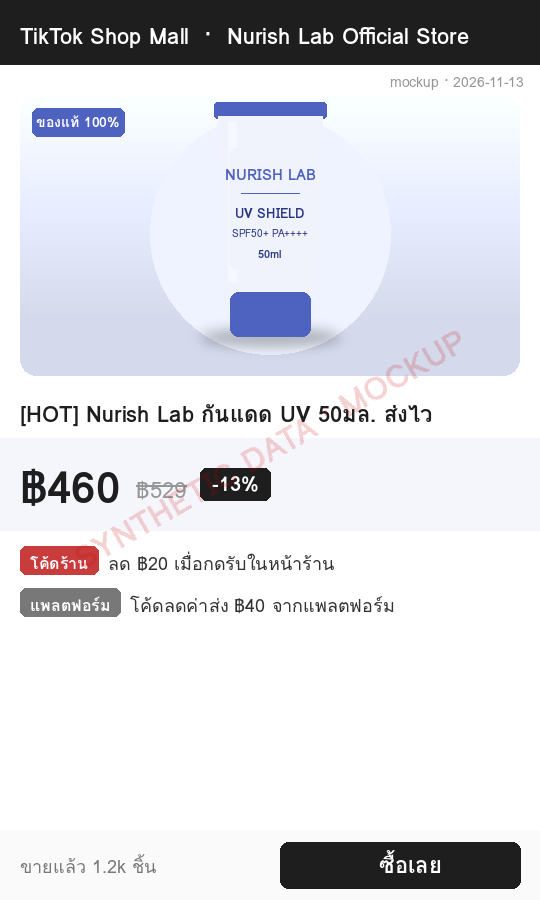 TikTok Shop Mall · Nurish Lab Official Store
mockup · 2026-11-13
ของแท้ 100%
NURISH LAB
UV SHIELD
SPF50+ PA++++
50ml
[HOT] Nurish Lab กันแดด UV 50มล. ส่งไว
฿460 ฿529 -13%
โค้ดร้าน ลด ฿20 เมื่อกดรับในหน้าร้าน
แพลตฟอร์ม โค้ดลดค่าส่ง ฿40 จากแพลตฟอร์ม
SYNTHETIC DATA · MOCKUP
ขายแล้ว 1.2k ชิ้น
ซื้อเลย